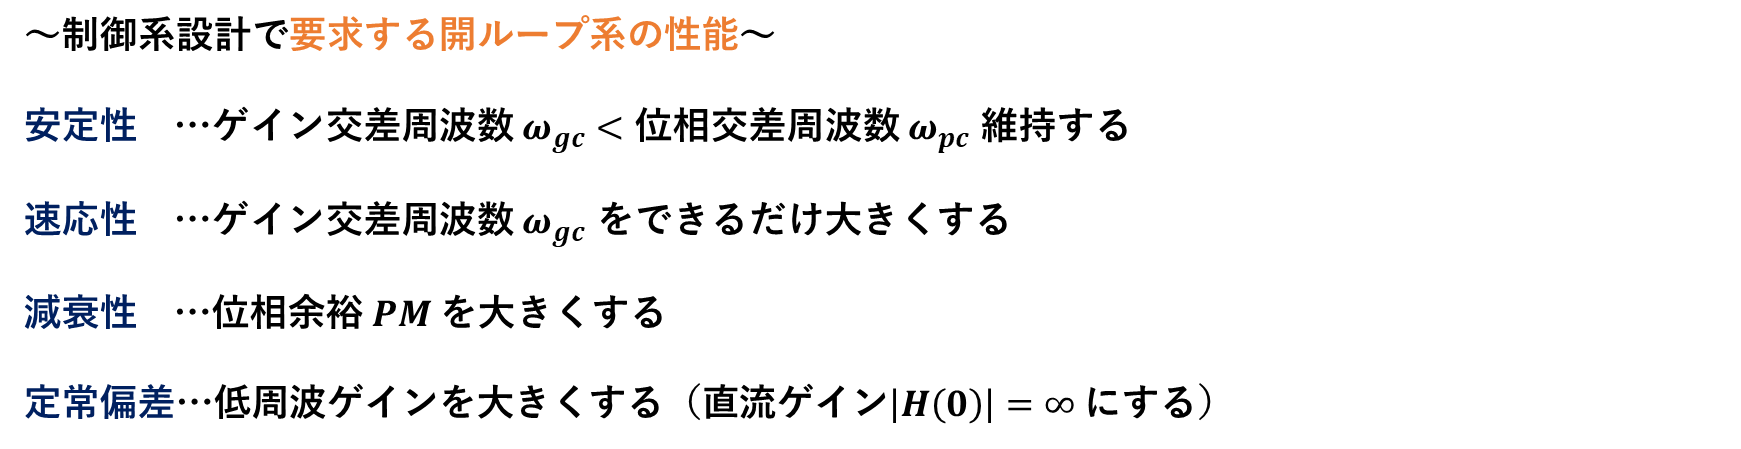 ～制御系設計で要求する開ループ系の性能～
安定性　…ゲイン交差周波数 ω_gc < 位相交差周波数 ω_pc 維持する
速応性　…ゲイン交差周波数 ω_gc をできるだけ大きくする
減衰性　…位相余裕 PM を大きくする
定常偏差…低周波ゲインを大きくする（直流ゲイン|H(0)| = ∞ にする）